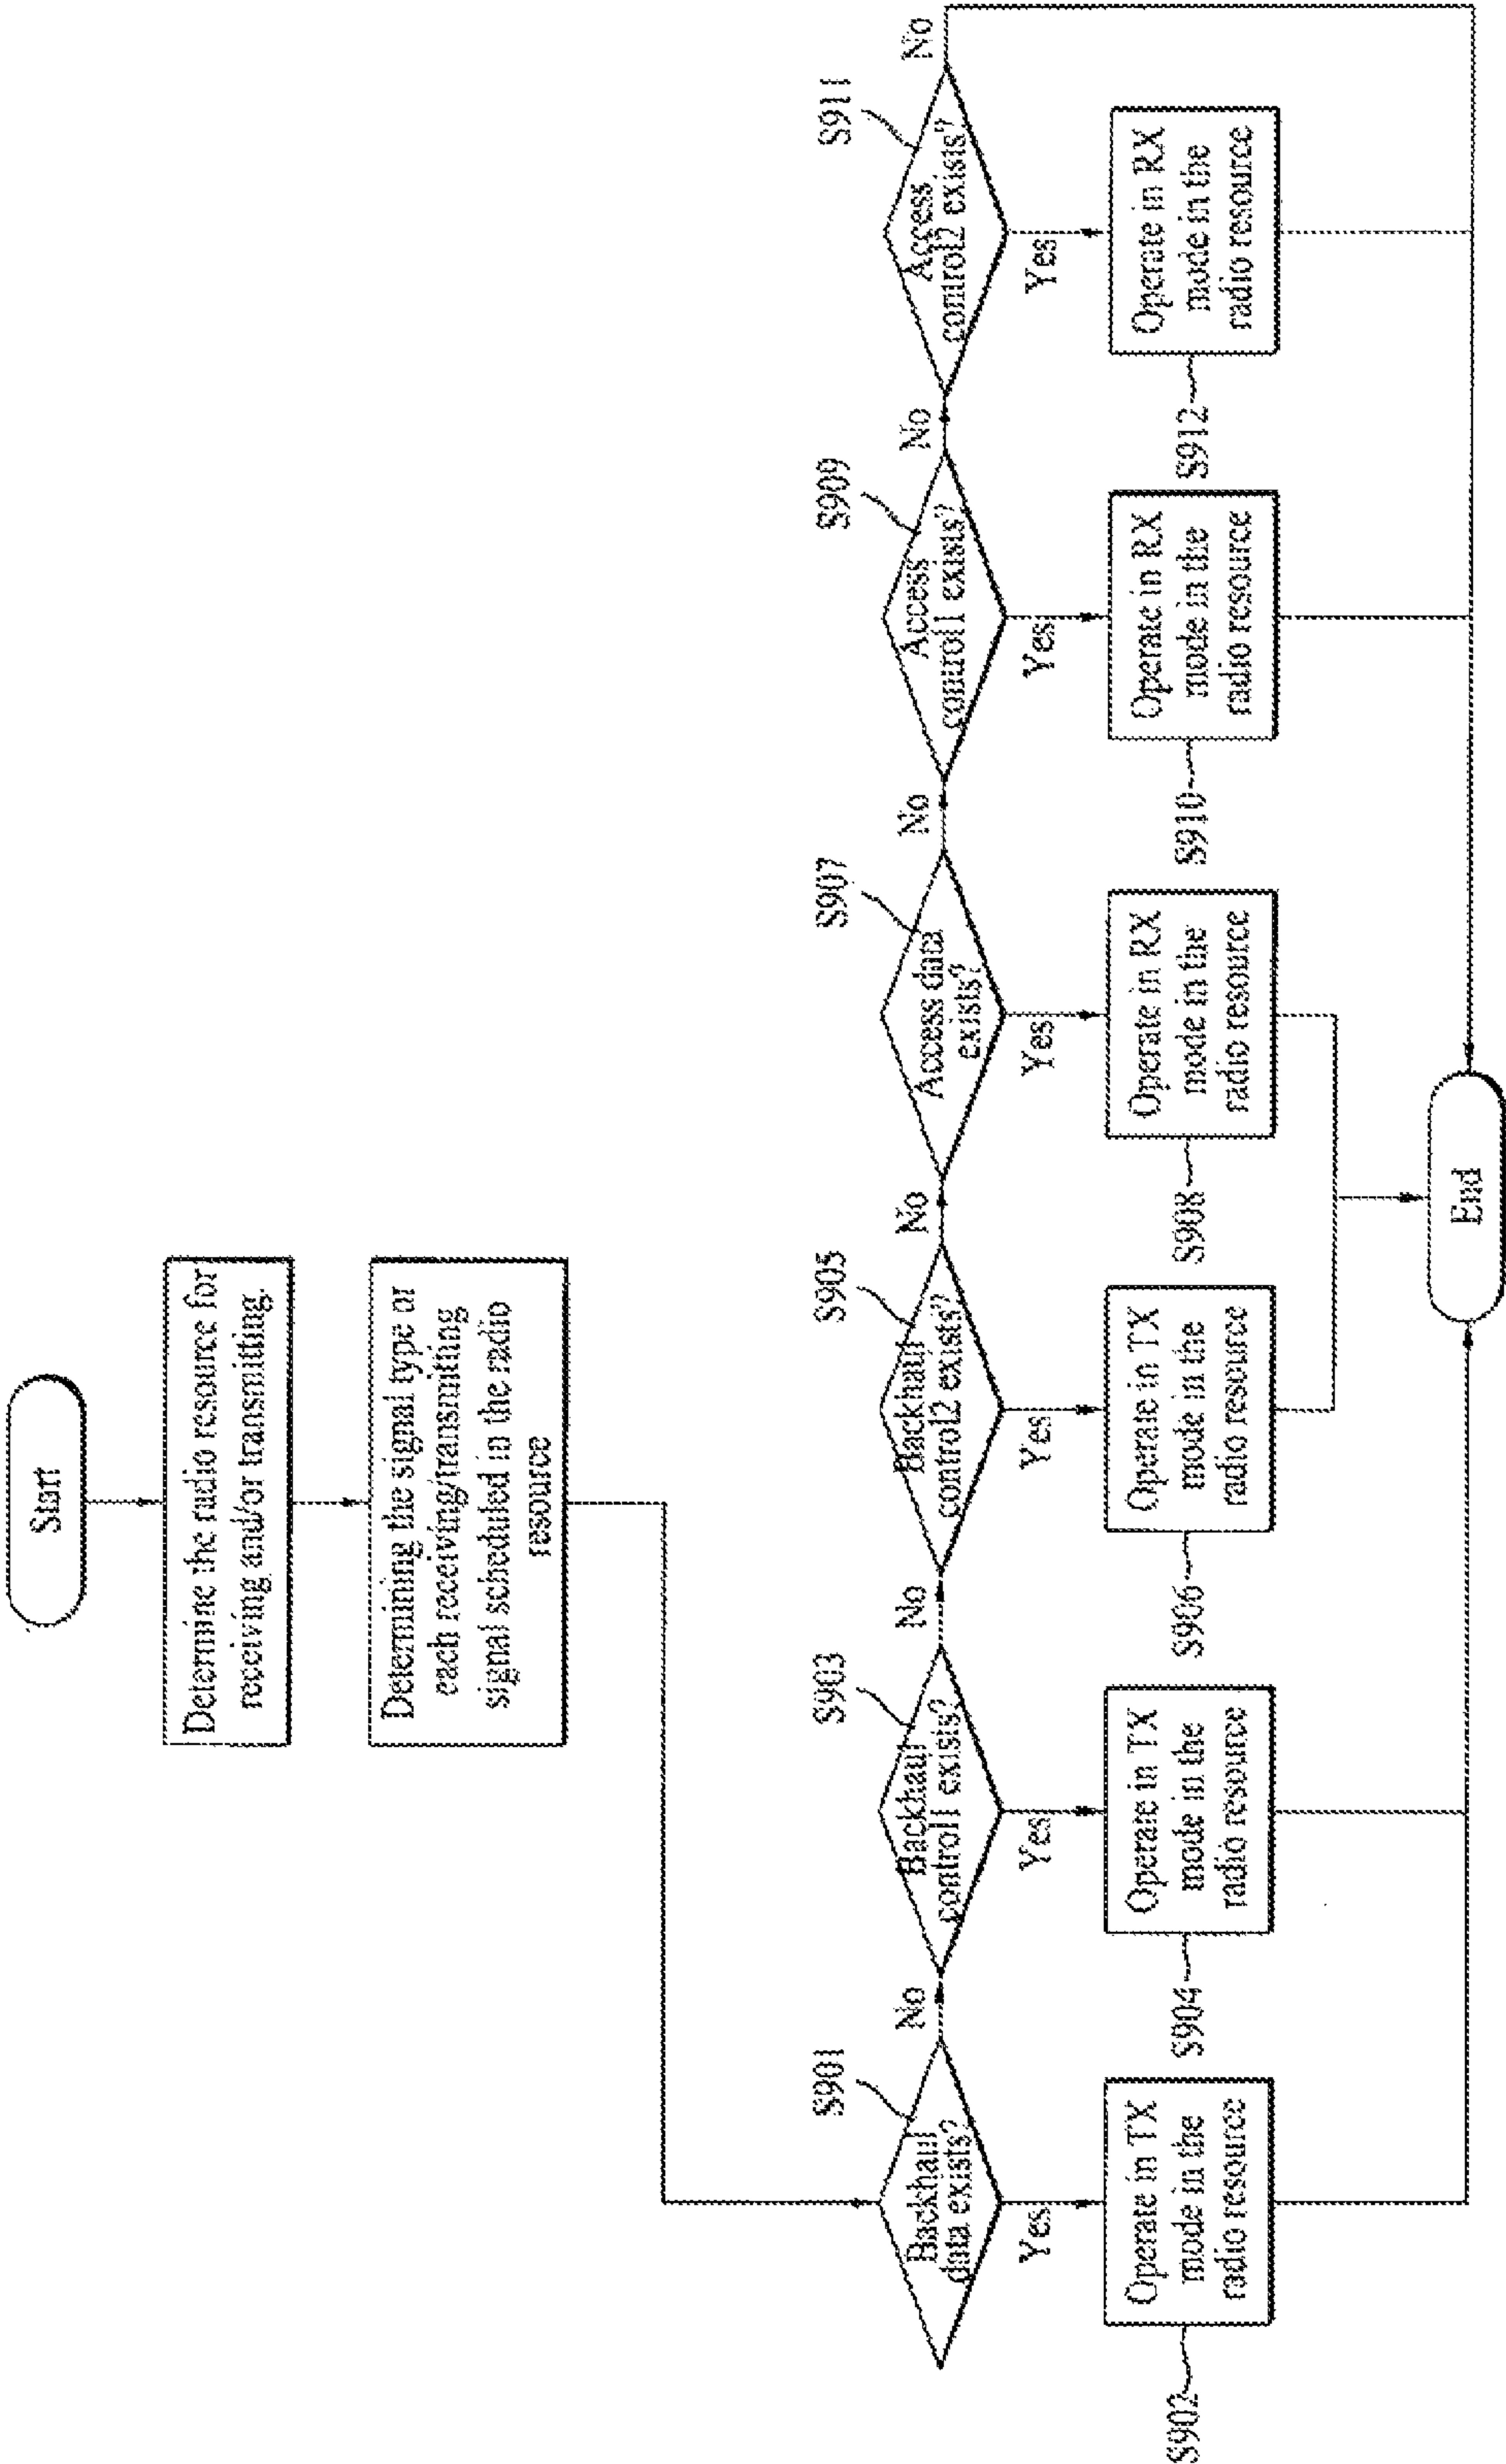 Start
Determine the radio resource for
receiving and/or transmitting.
Determining the signal type or
each receiving/transmitting
signal scheduled in the radio
resource
S901
Backhaul
data exists?
No
Yes
S902
Operate in TX
mode in the
radio resource
S903
Backhaul
control1 exists?
No
Yes
S904
Operate in TX
mode in the
radio resource
S905
Backhaul
control2 exists?
No
Yes
S906
Operate in TX
mode in the
radio resource
S907
Access data
exists?
No
Yes
S908
Operate in RX
mode in the
radio resource
S909
Access
control1 exists?
No
Yes
S910
Operate in RX
mode in the
radio resource
S911
Access
control2 exists?
No
Yes
S912
Operate in RX
mode in the
radio resource
End